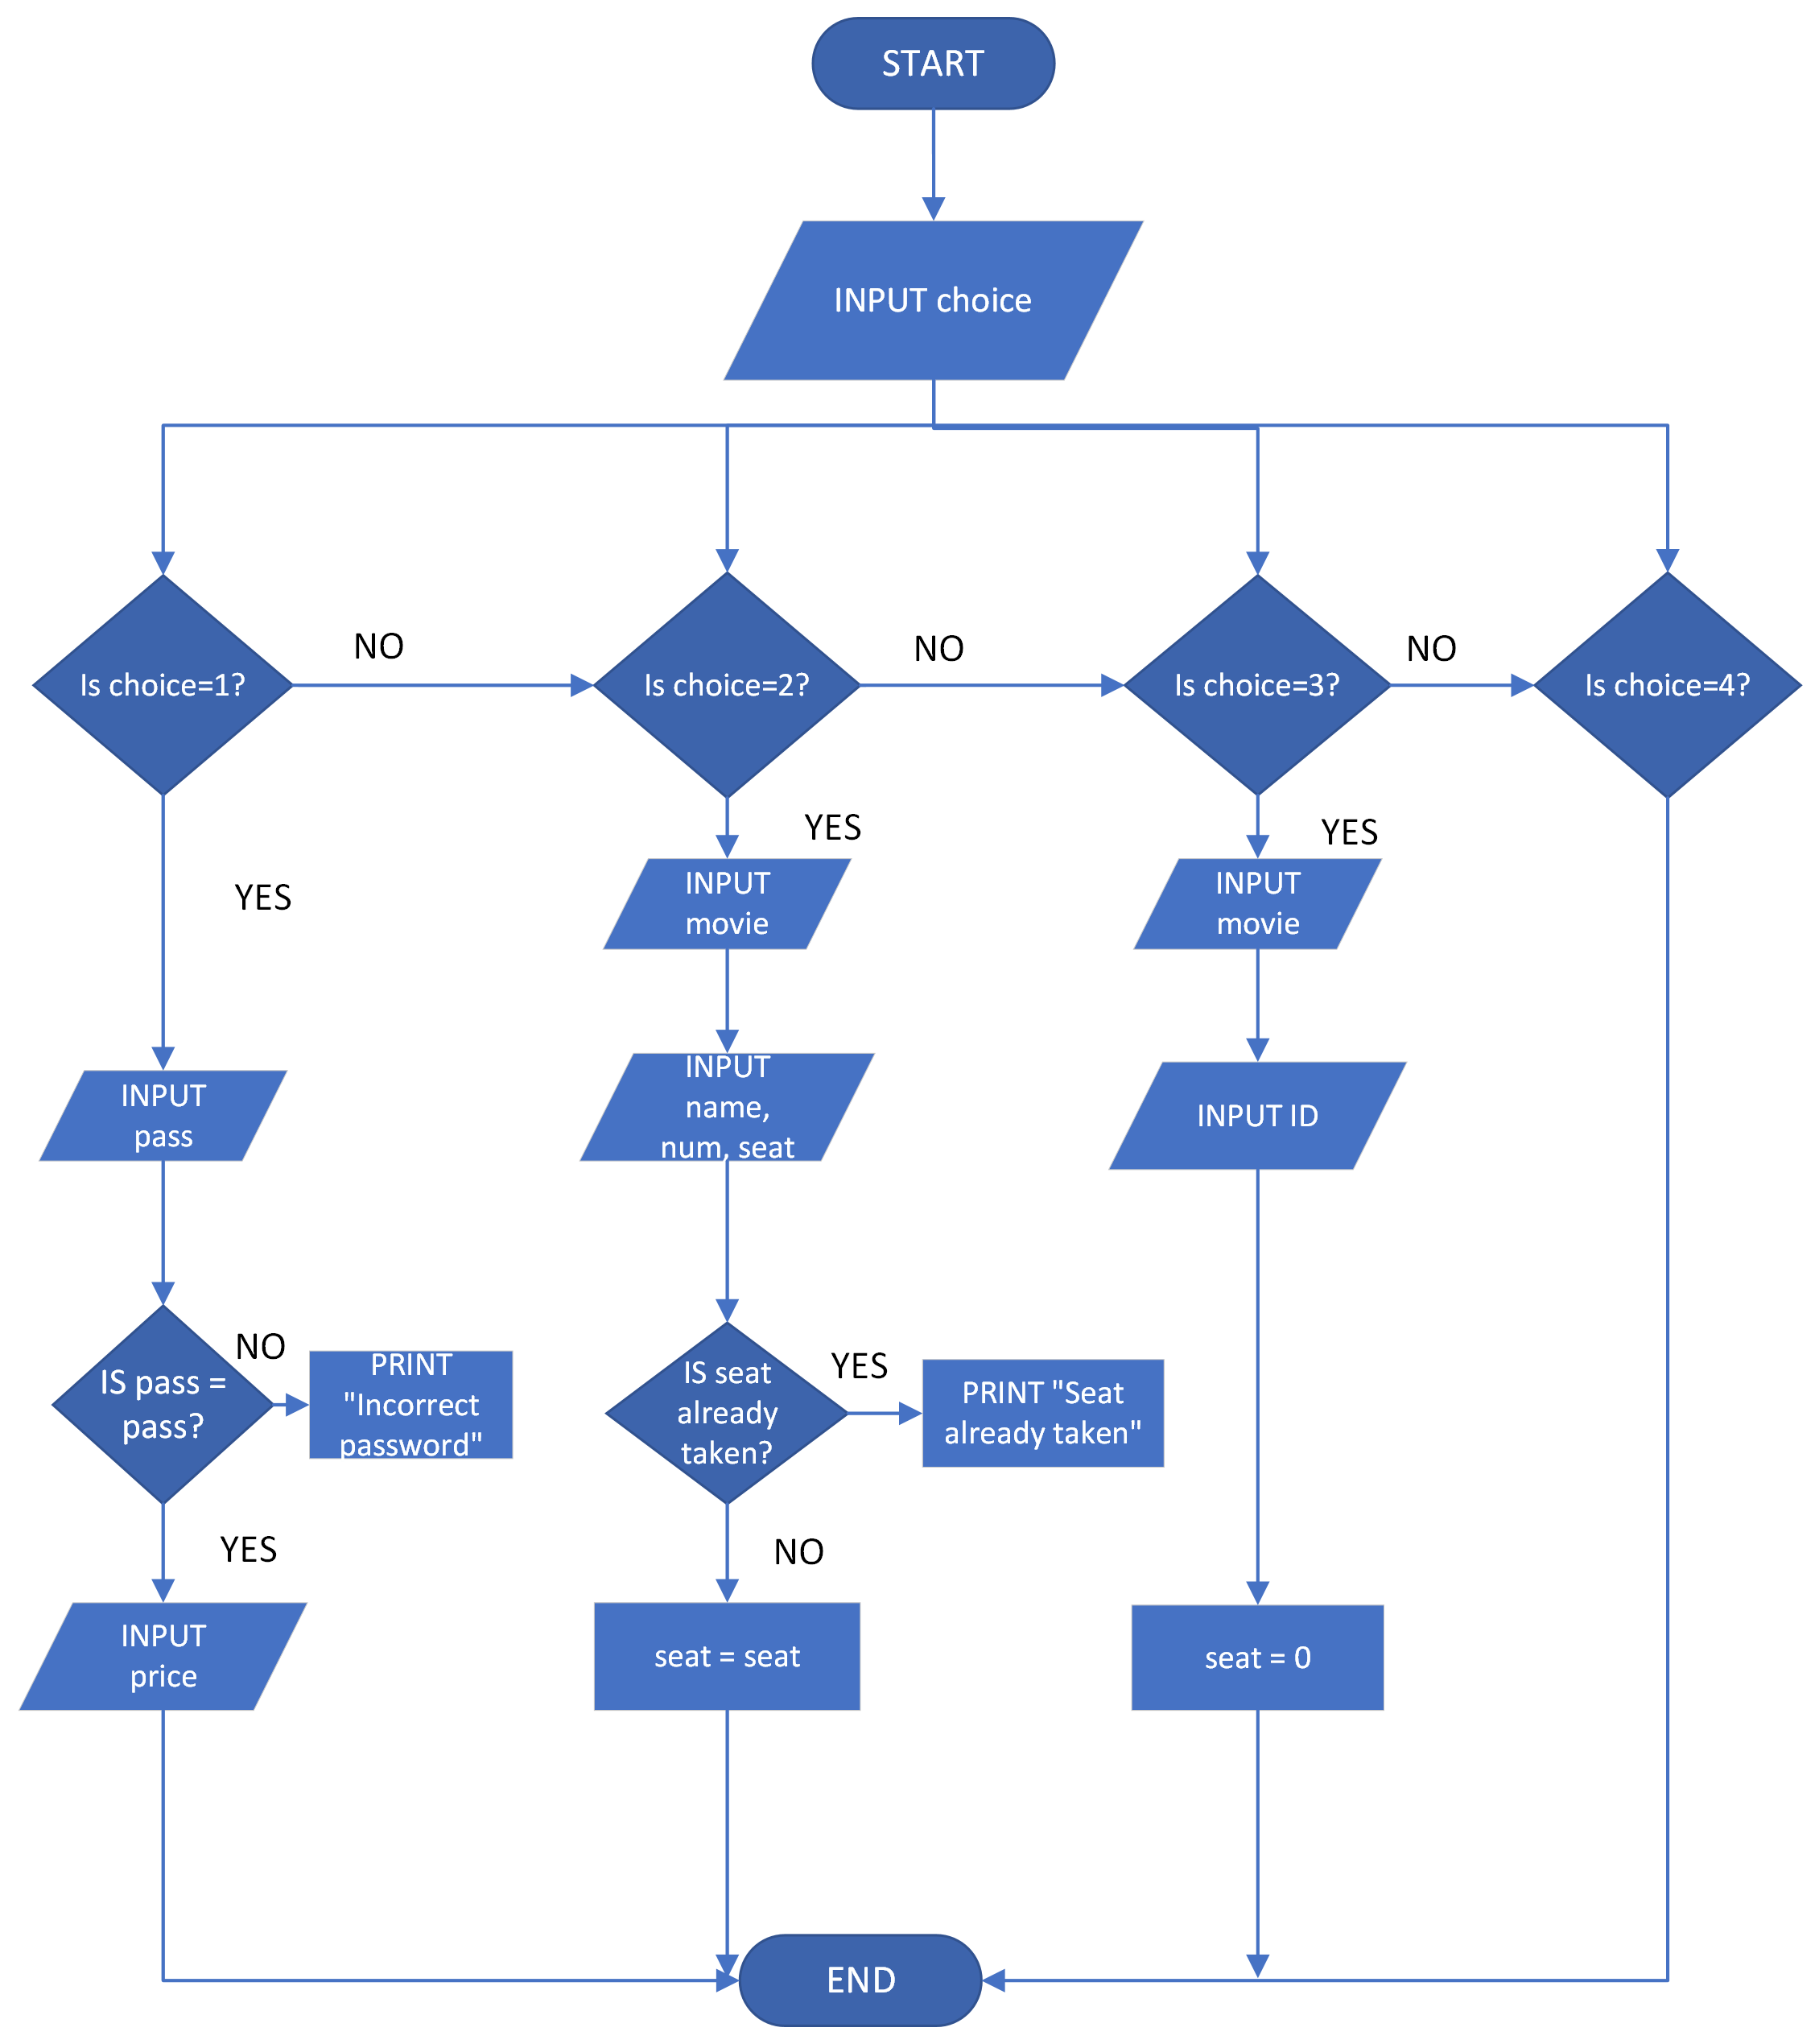 START
INPUT choice
Is choice=1?
NO
Is choice=2?
NO
Is choice=3?
NO
Is choice=4?
YES
INPUT
pass
IS pass =
pass?
NO
PRINT
"Incorrect
password"
YES
INPUT
price
YES
INPUT
movie
INPUT
name,
num, seat
IS seat
already
taken?
YES
PRINT "Seat
already taken"
NO
seat = seat
YES
INPUT
movie
INPUT ID
seat = 0
END